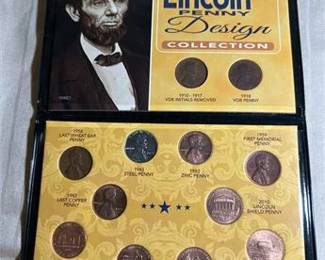 Lincoln
PENNY
Design
COLLECTION
1910 - 1917
VDB INITIALS REMOVED
1918
VDB PENNY
1958
LAST WHEAT EAR
PENNY
1943
STEEL PENNY
1982
ZINC PENNY
1959
FIRST MEMORIAL
PENNY
1982
LAST COPPER
PENNY
2010
LINCOLN
SHIELD PENNY